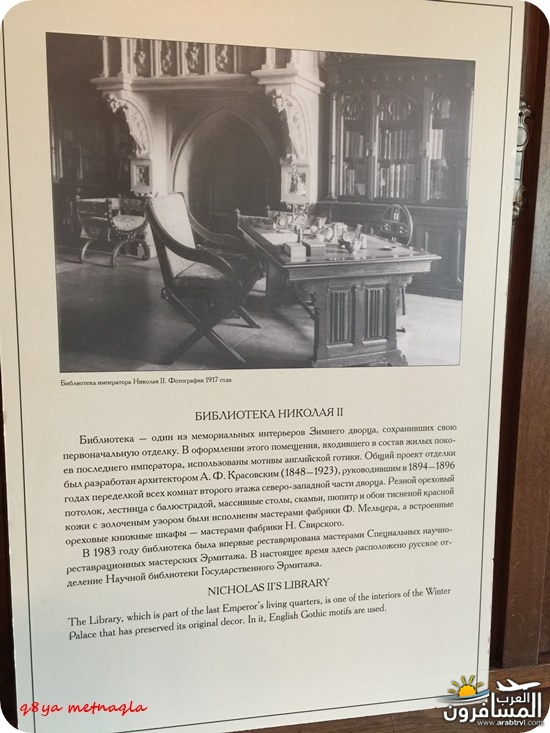 Библиотека императора Николая II. Фотография 1917 года
БИБЛИОТЕКА НИКОЛАЯ II
Библиотека — один из мемориальных интерьеров Зимнего дворца, сохранивших свою
первоначальную отделку. В оформлении этого помещения, входившего в состав жилых поко-
ев последнего императора, использованы мотивы английской готики. Общий проект отделки
был разработан архитектором А. Ф. Красовским (1848—1923), руководившим в 1894—1896
годах переделкой всех комнат второго этажа северо-западной части дворца. Резной ореховый
потолок, лестница с балюстрадой, массивные столы, скамьи, пюпитр и обои тисненой красной
кожи с золоченым узором были исполнены мастерами фабрики Ф. Мельцера, а встроенные
ореховые книжные шкафы — мастерами фабрики Н. Свирского.
В 1983 году библиотека была впервые реставрирована мастерами Специальных научно-
реставрационных мастерских Эрмитажа. В настоящее время здесь расположено русское от-
деление Научной библиотеки Государственного Эрмитажа.
NICHOLAS II'S LIBRARY
The Library, which is part of the last Emperor's living quarters, is one of the interiors of the Winter
Palace that has preserved its original decor. In it, English Gothic motifs are used.
q8ya metnaqla
العرب
المسافرون
www.arabtrvl.com